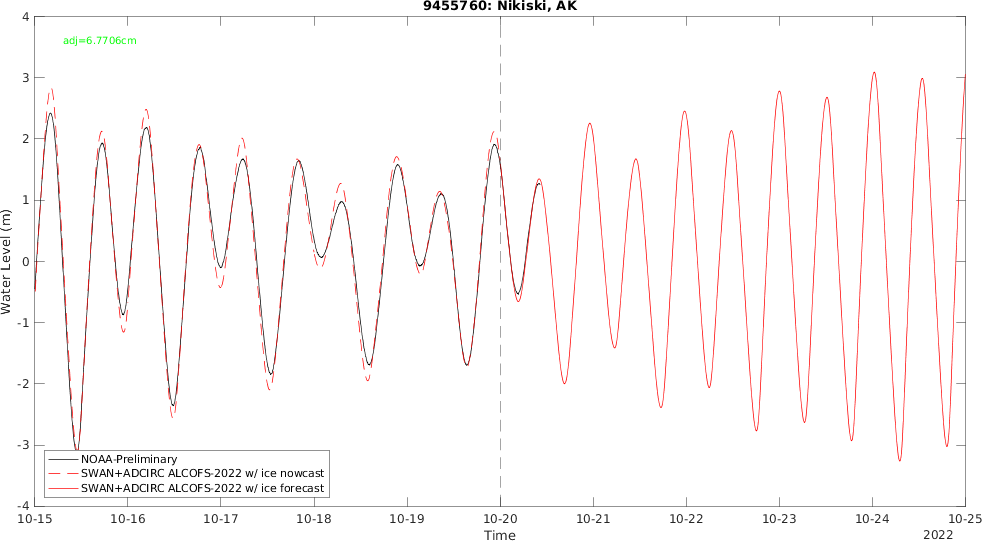 9455760: Nikiski, AK
adj=6.7706cm
4
3
2
1
0
-1
-2
-3
-4
Water Level (m)
NOAA-Preliminary
SWAN+ADCIRC ALCOFS-2022 w/ ice nowcast
SWAN+ADCIRC ALCOFS-2022 w/ ice forecast
10-15 10-16 10-17 10-18 10-19 10-20 10-21 10-22 10-23 10-24 10-25
Time
2022